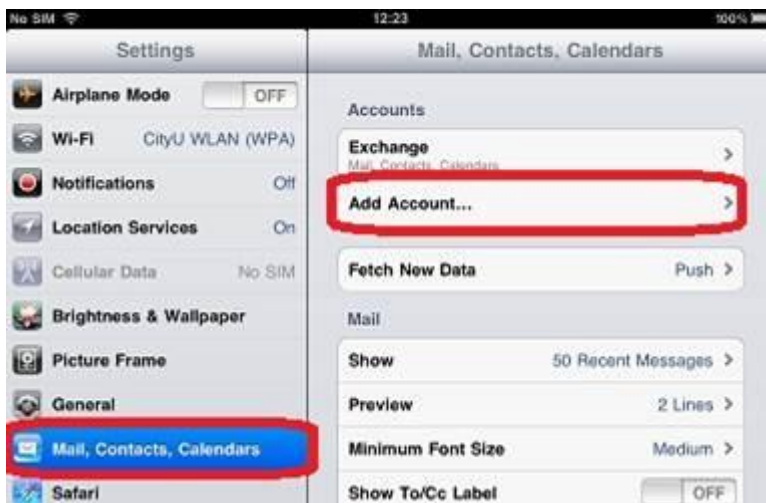 No SIM 12:23 100%
Settings
Airplane Mode OFF
Wi-Fi CityU WLAN (WPA)
Notifications Off
Location Services On
Cellular Data No SIM
Brightness & Wallpaper
Picture Frame
General
Mail, Contacts, Calendars
Safari
Mail, Contacts, Calendars
Accounts
Exchange
Mail, Contacts, Calendars
Add Account...
Fetch New Data Push
Mail
Show 50 Recent Messages
Preview 2 Lines
Minimum Font Size Medium
Show To/Cc Label OFF